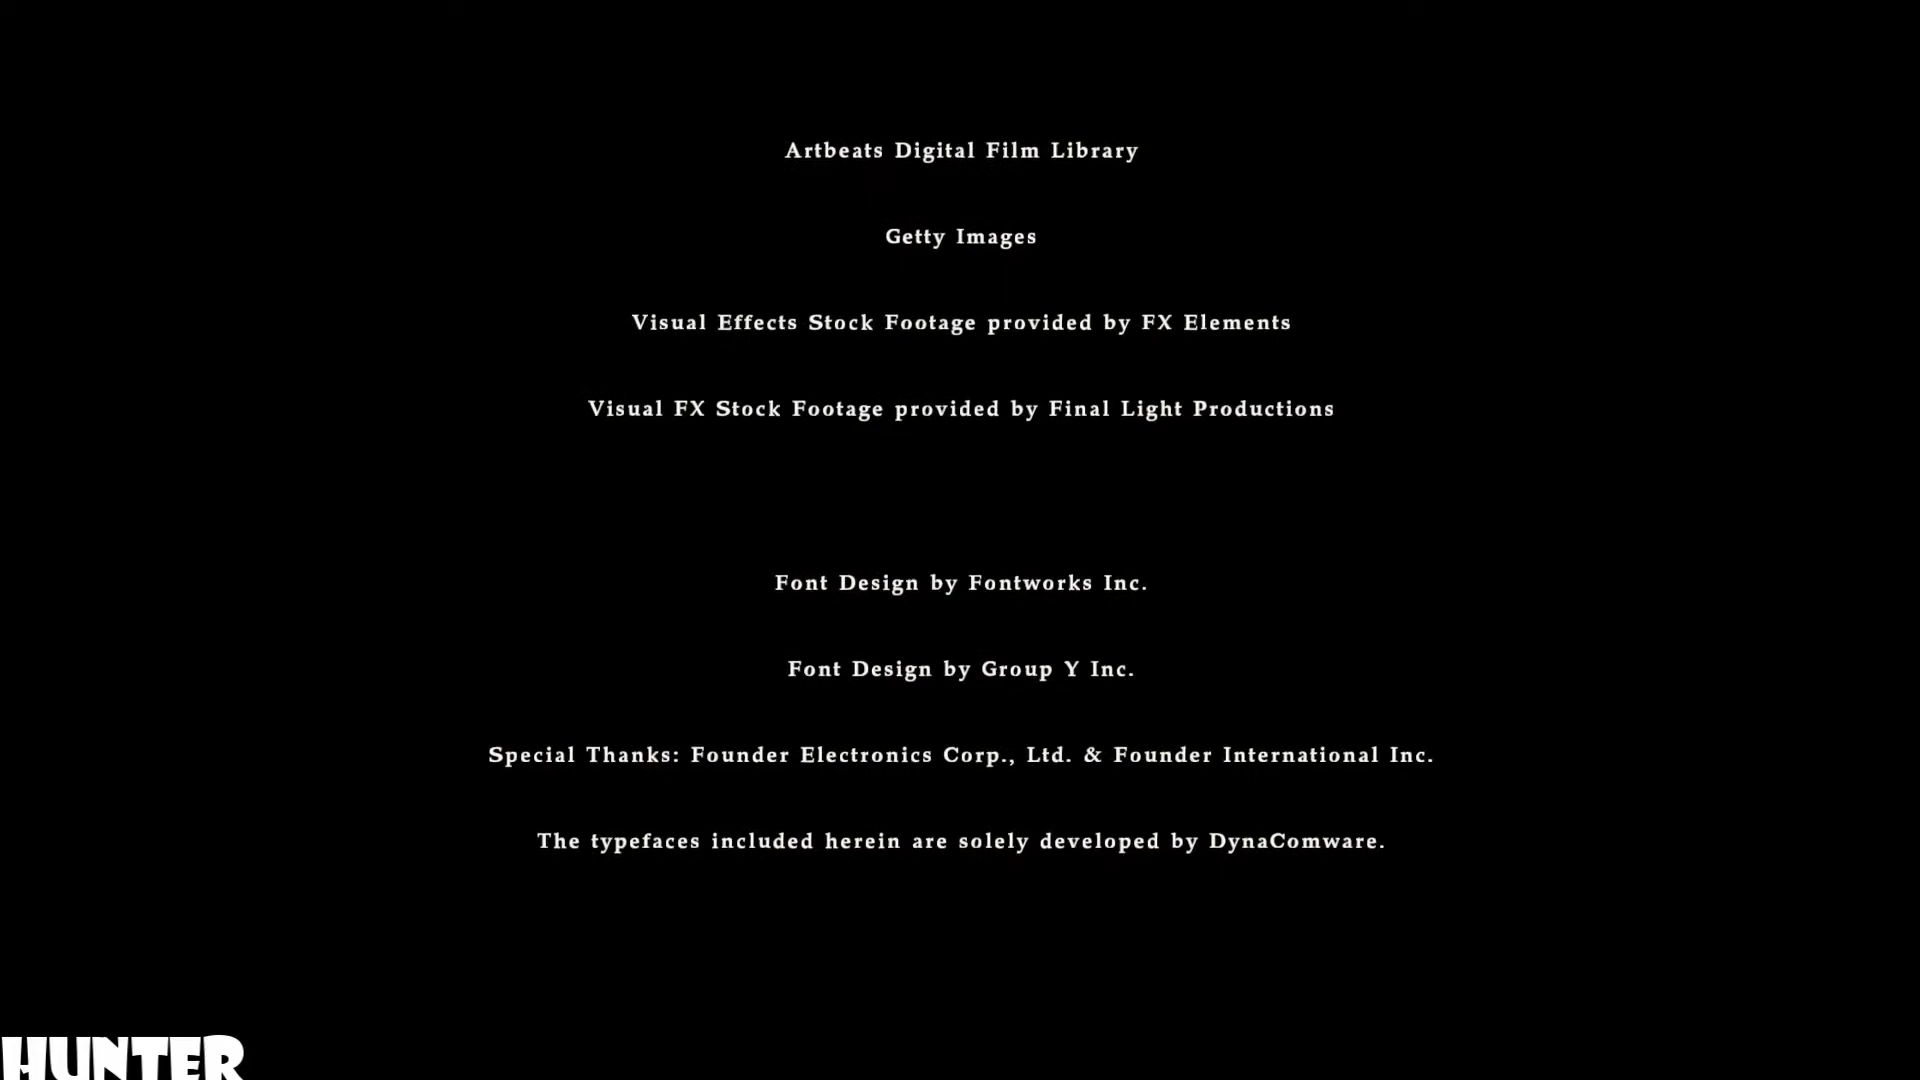 Artbeats Digital Film Library
Getty Images
Visual Effects Stock Footage provided by FX Elements
Visual FX Stock Footage provided by Final Light Productions
Font Design by Fontworks Inc.
Font Design by Group Y Inc.
Special Thanks: Founder Electronics Corp., Ltd. & Founder International Inc.
The typefaces included herein are solely developed by DynaComware.
HUNTER